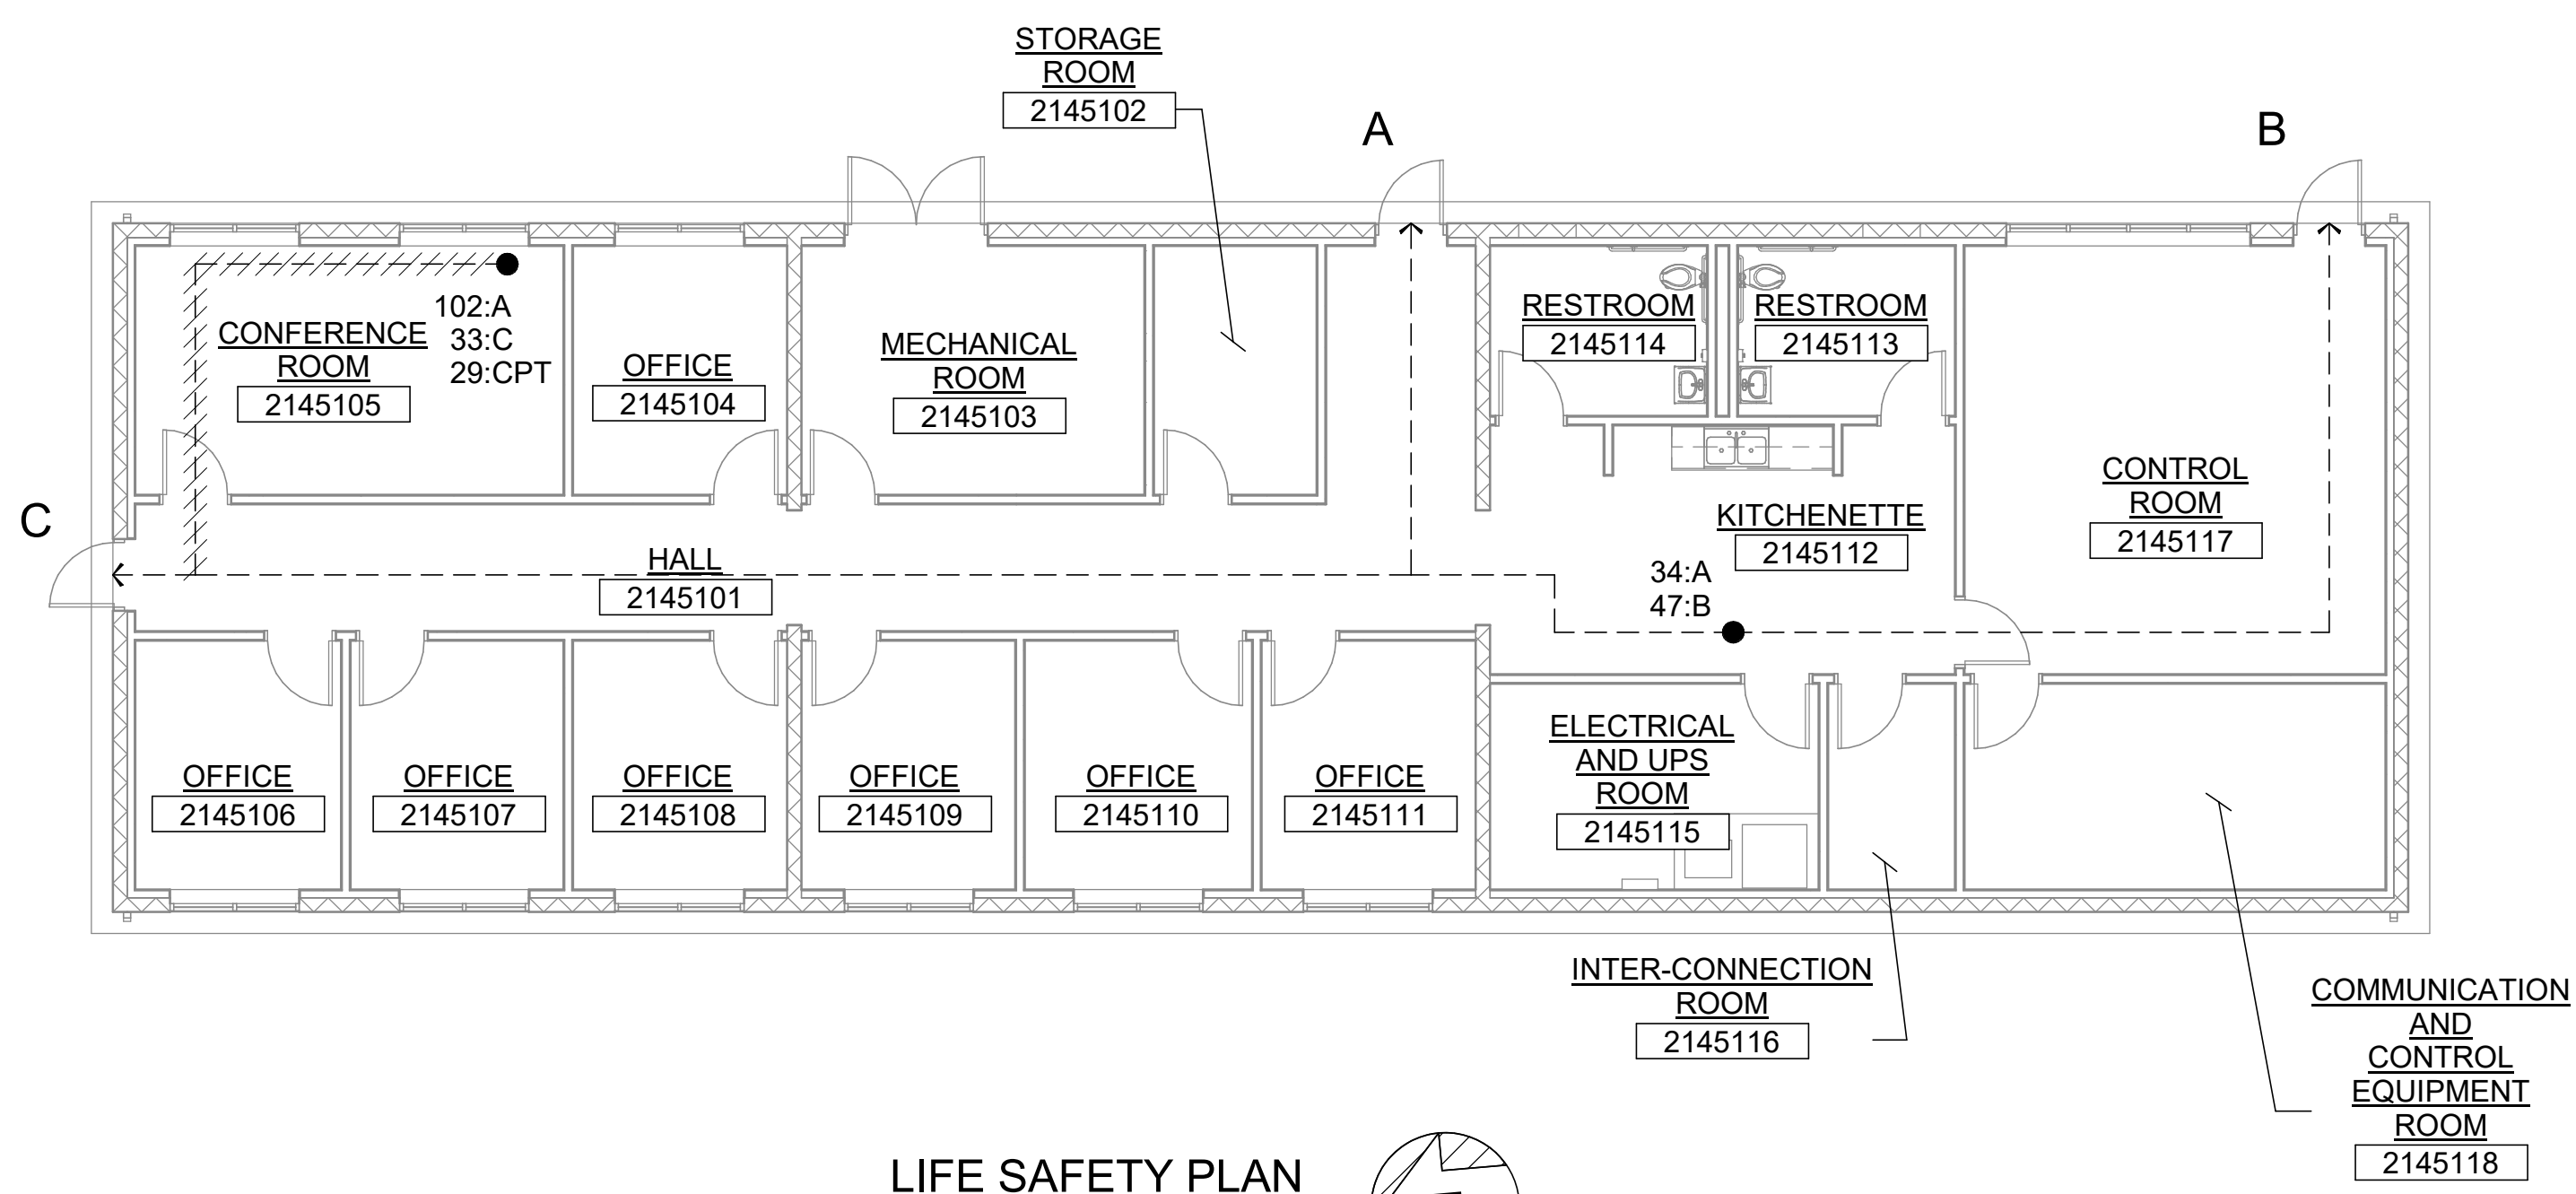 STORAGE
ROOM
2145102
A
B
C
102:A
33:C
29:CPT
CONFERENCE
ROOM
2145105
OFFICE
2145104
MECHANICAL
ROOM
2145103
RESTROOM
2145114
RESTROOM
2145113
CONTROL
ROOM
2145117
KITCHENETTE
2145112
34:A
47:B
HALL
2145101
OFFICE
2145106
OFFICE
2145107
OFFICE
2145108
OFFICE
2145109
OFFICE
2145110
OFFICE
2145111
ELECTRICAL
AND UPS
ROOM
2145115
INTER-CONNECTION
ROOM
2145116
COMMUNICATION
AND
CONTROL
EQUIPMENT
ROOM
2145118
LIFE SAFETY PLAN